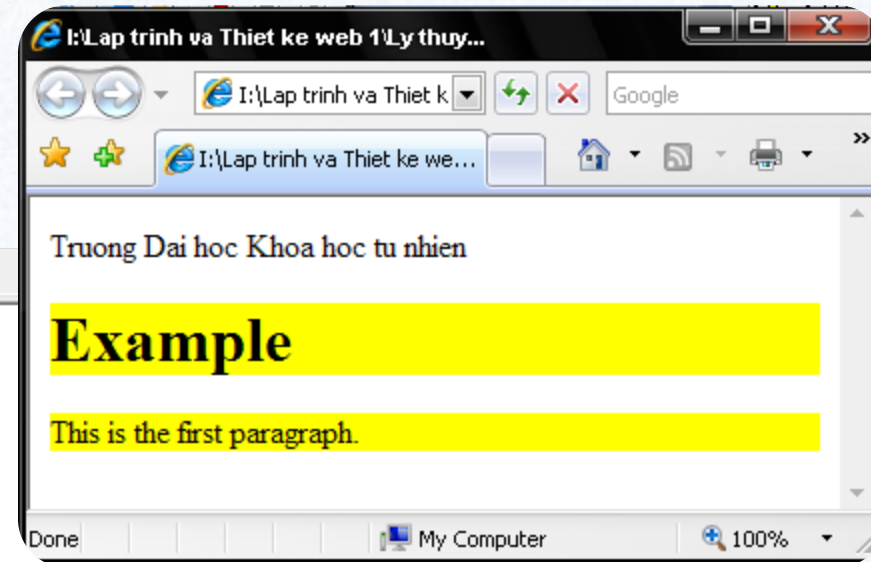 I:\Lap trinh va Thiet ke web 1\Ly thuy...
I:\Lap trinh va Thiet k
Google
I:\Lap trinh va Thiet ke we...
»
Truong Dai hoc Khoa hoc tu nhien
Example
This is the first paragraph.
Done
My Computer
100%